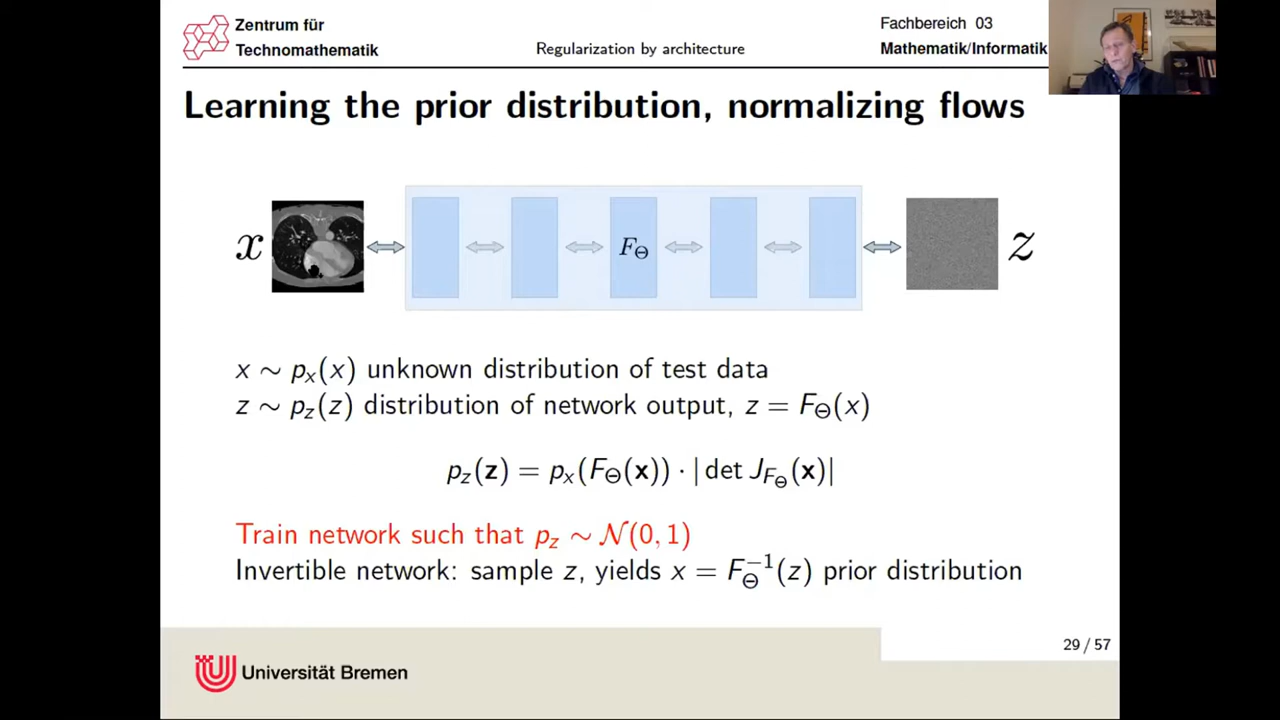 Zentrum für
Technomathematik
Regularization by architecture
Fachbereich 03
Mathematik/Informatik
Learning the prior distribution, normalizing flows
x
F_Θ
z
x ∼ p_x(x) unknown distribution of test data
z ∼ p_z(z) distribution of network output, z = F_Θ(x)
p_z(𝐳) = p_x(F_Θ(𝐱)) · | det J_{F_Θ}(𝐱)|
Train network such that p_z ∼ 𝒩(0, 1)
Invertible network: sample z, yields x = F_Θ^{-1}(z) prior distribution
29 / 57
Universität Bremen